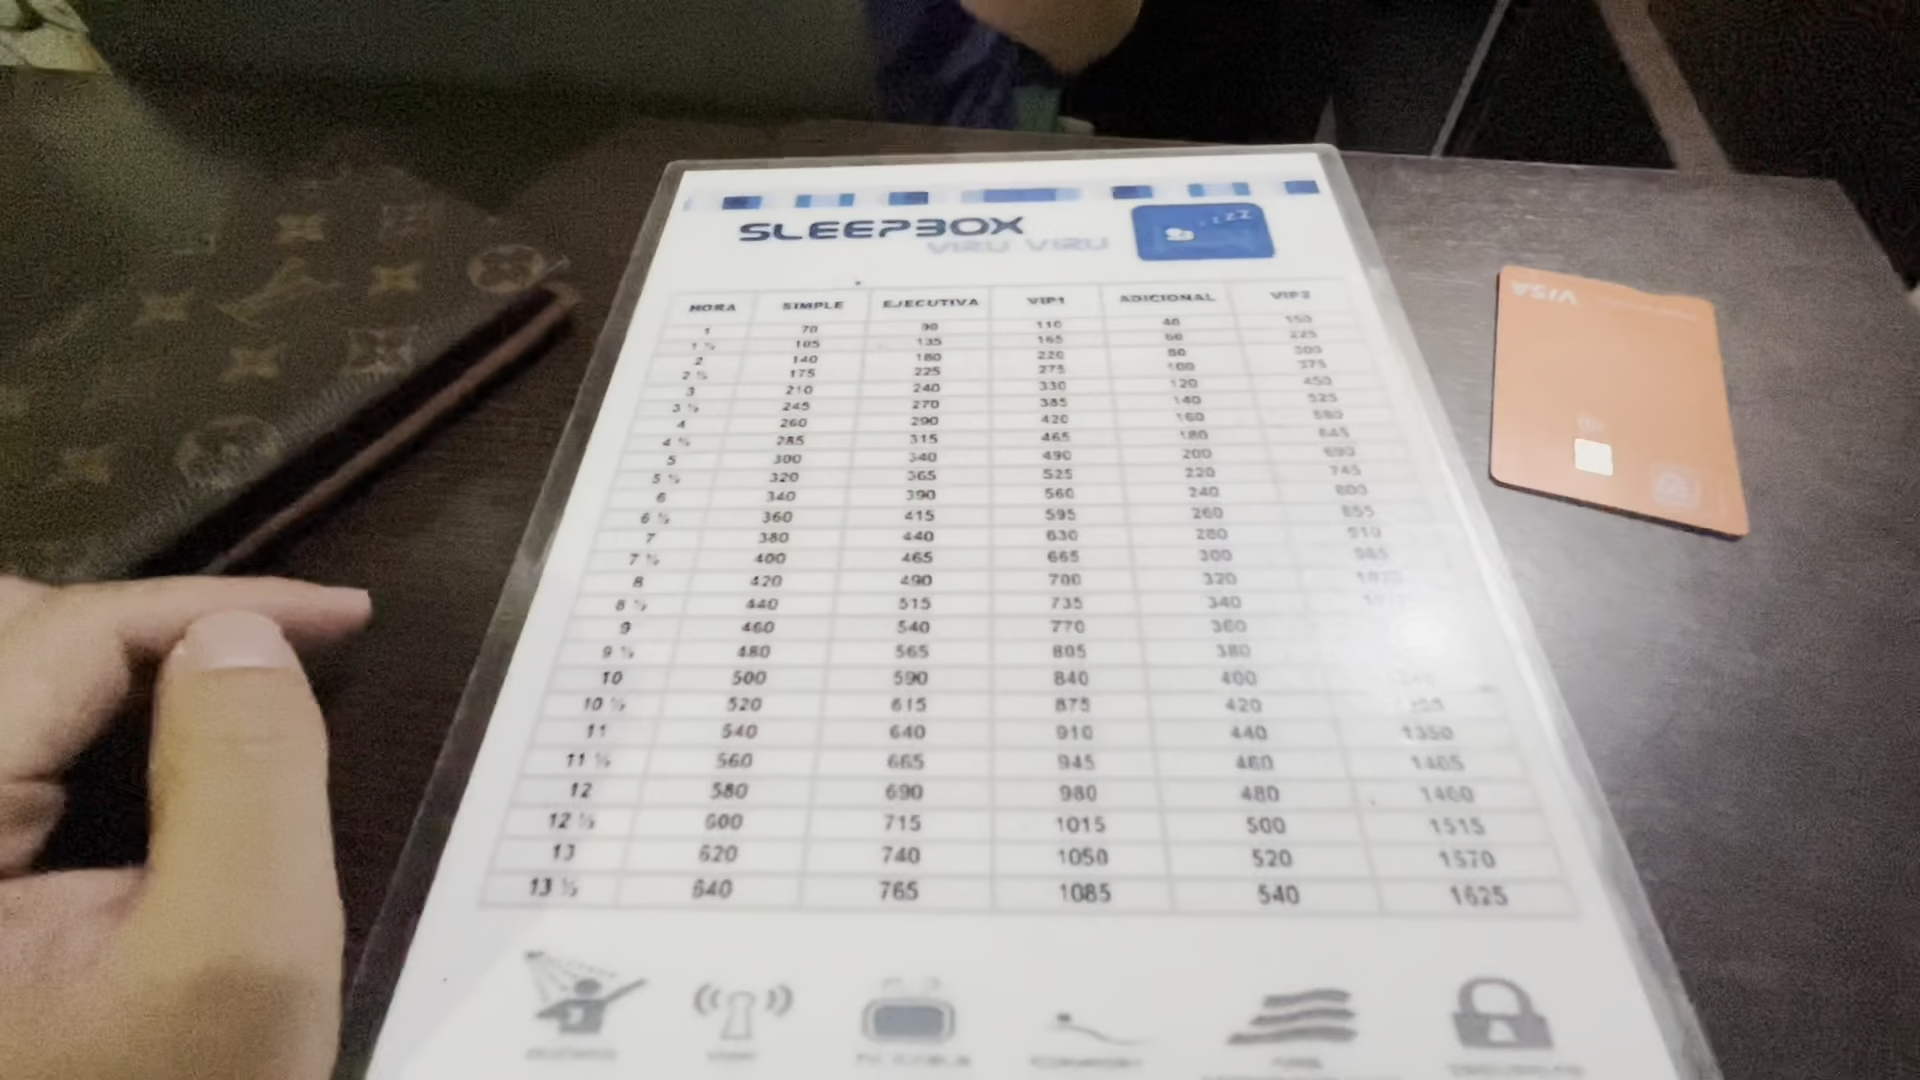 SLEEPBOX
VIRU VIRU
HORA SIMPLE EJECUTIVA VIP1 ADICIONAL VIP2
1 70 90 110 40 150
1 ½ 105 135 165 60 225
2 140 180 220 80 300
2 ½ 175 225 275 100 375
3 210 240 330 120 450
3 ½ 245 270 385 140 525
4 260 290 420 160 580
4 ½ 285 315 465 180 645
5 300 340 490 200 690
5 ½ 320 365 525 220 745
6 340 390 560 240 800
6 ½ 360 415 595 260 855
7 380 440 630 280 910
7 ½ 400 465 665 300 965
8 420 490 700 320
8 ½ 440 515 735 340
9 460 540 770 360
9 ½ 480 565 805 380
10 500 590 840 400
10 ½ 520 615 875 420
11 540 640 910 440 1350
11 ½ 560 665 945 460 1405
12 580 690 980 480 1460
12 ½ 600 715 1015 500 1515
13 620 740 1050 520 1570
13 ½ 640 765 1085 540 1625
TV CABLE
VISA